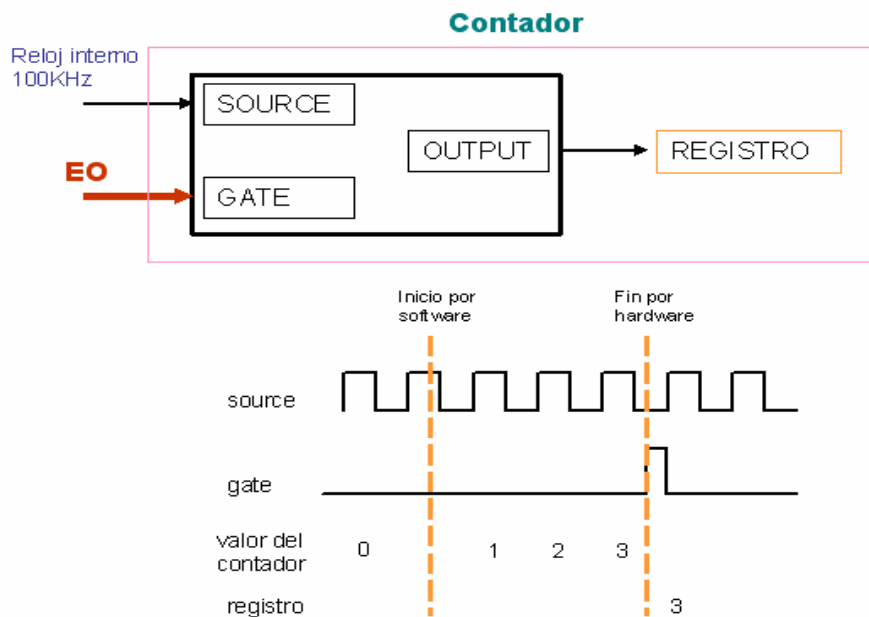 Contador
Reloj interno
100KHz
SOURCE
OUTPUT
REGISTRO
EO
GATE
Inicio por
software
Fin por
hardware
source
gate
valor del
contador
0
1
2
3
registro
3